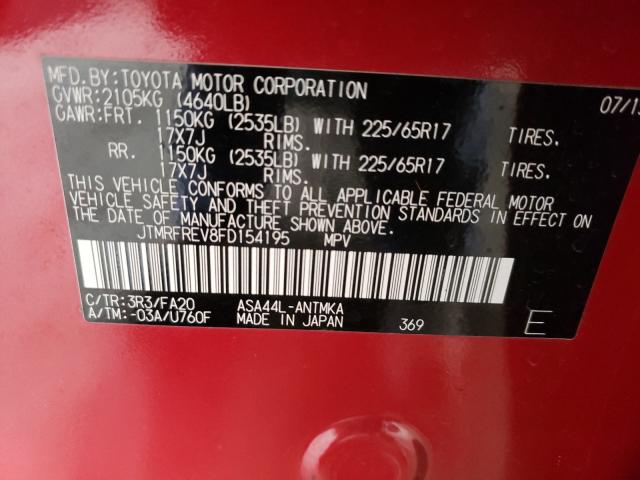 MFD.BY:TOYOTA MOTOR CORPORATION 07/15
GVWR:2105KG (4640LB)
GAWR:FRT. 1150KG (2535LB) WITH 225/65R17 TIRES.
17X7J RIMS.
RR. 1150KG (2535LB) WITH 225/65R17 TIRES.
17X7J RIMS.
THIS VEHICLE CONFORMS TO ALL APPLICABLE FEDERAL MOTOR
VEHICLE SAFETY AND THEFT PREVENTION STANDARDS IN EFFECT ON
THE DATE OF MANUFACTURE SHOWN ABOVE.
JTMRFREV8FD154195 MPV
C/TR:3R3/FA20 ASA44L-ANTMKA
A/TM:-03A/U760F MADE IN JAPAN 369 E